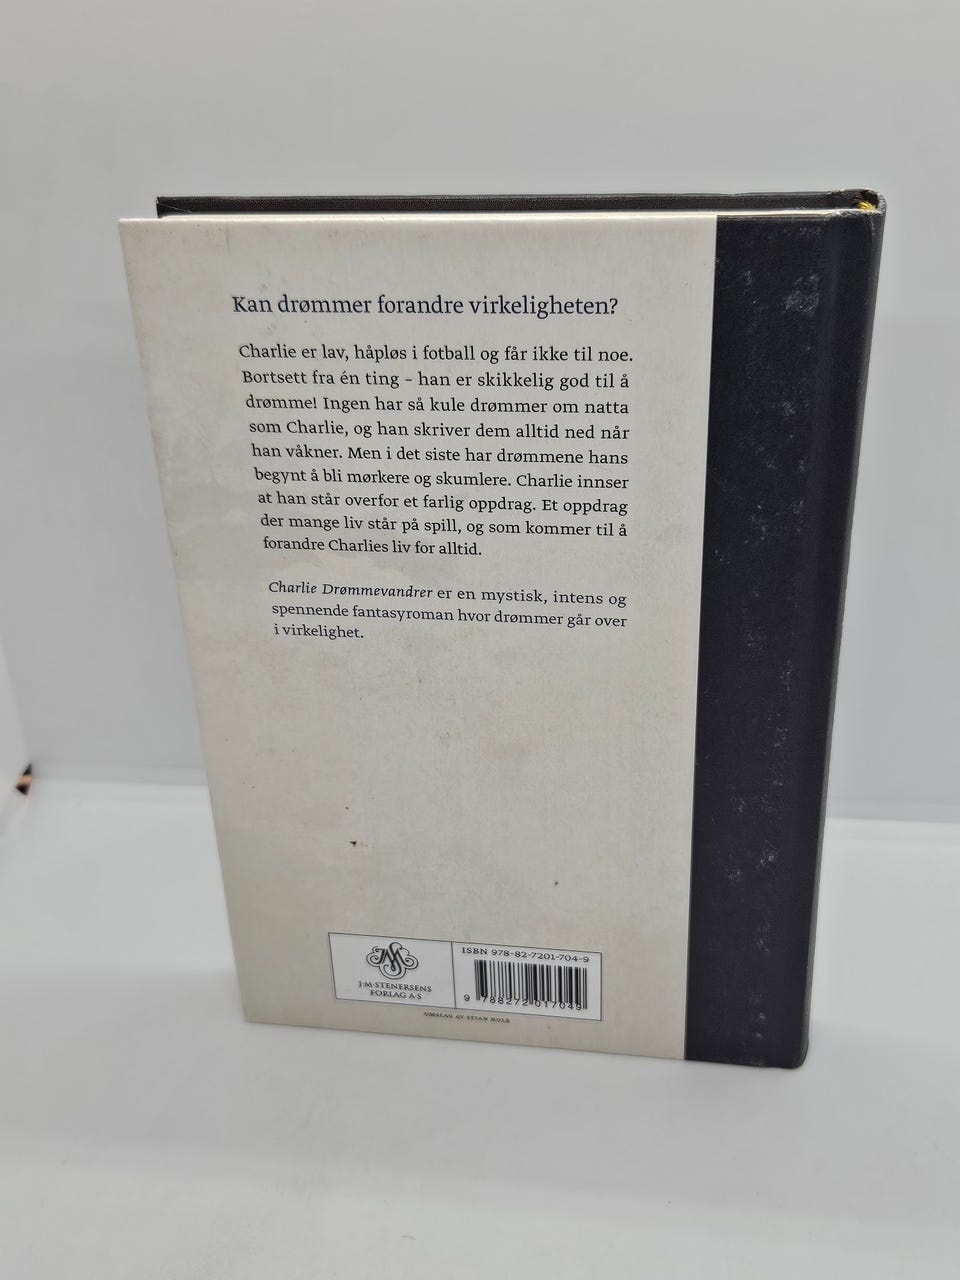 Kan drømmer forandre virkeligheten?
Charlie er lav, håpløs i fotball og får ikke til noe.
Bortsett fra én ting – han er skikkelig god til å
drømme! Ingen har så kule drømmer om natta
som Charlie, og han skriver dem alltid ned når
han våkner. Men i det siste har drømmene hans
begynt å bli mørkere og skumlere. Charlie innser
at han står overfor et farlig oppdrag. Et oppdrag
der mange liv står på spill, og som kommer til å
forandre Charlies liv for alltid.
Charlie Drømmevandrer er en mystisk, intens og
spennende fantasyroman hvor drømmer går over
i virkelighet.
J·M·STENERSENS
FORLAG A·S
ISBN 978-82-7201-704-9
9 788272 017049
OMSLAG AV STIAN HOLE